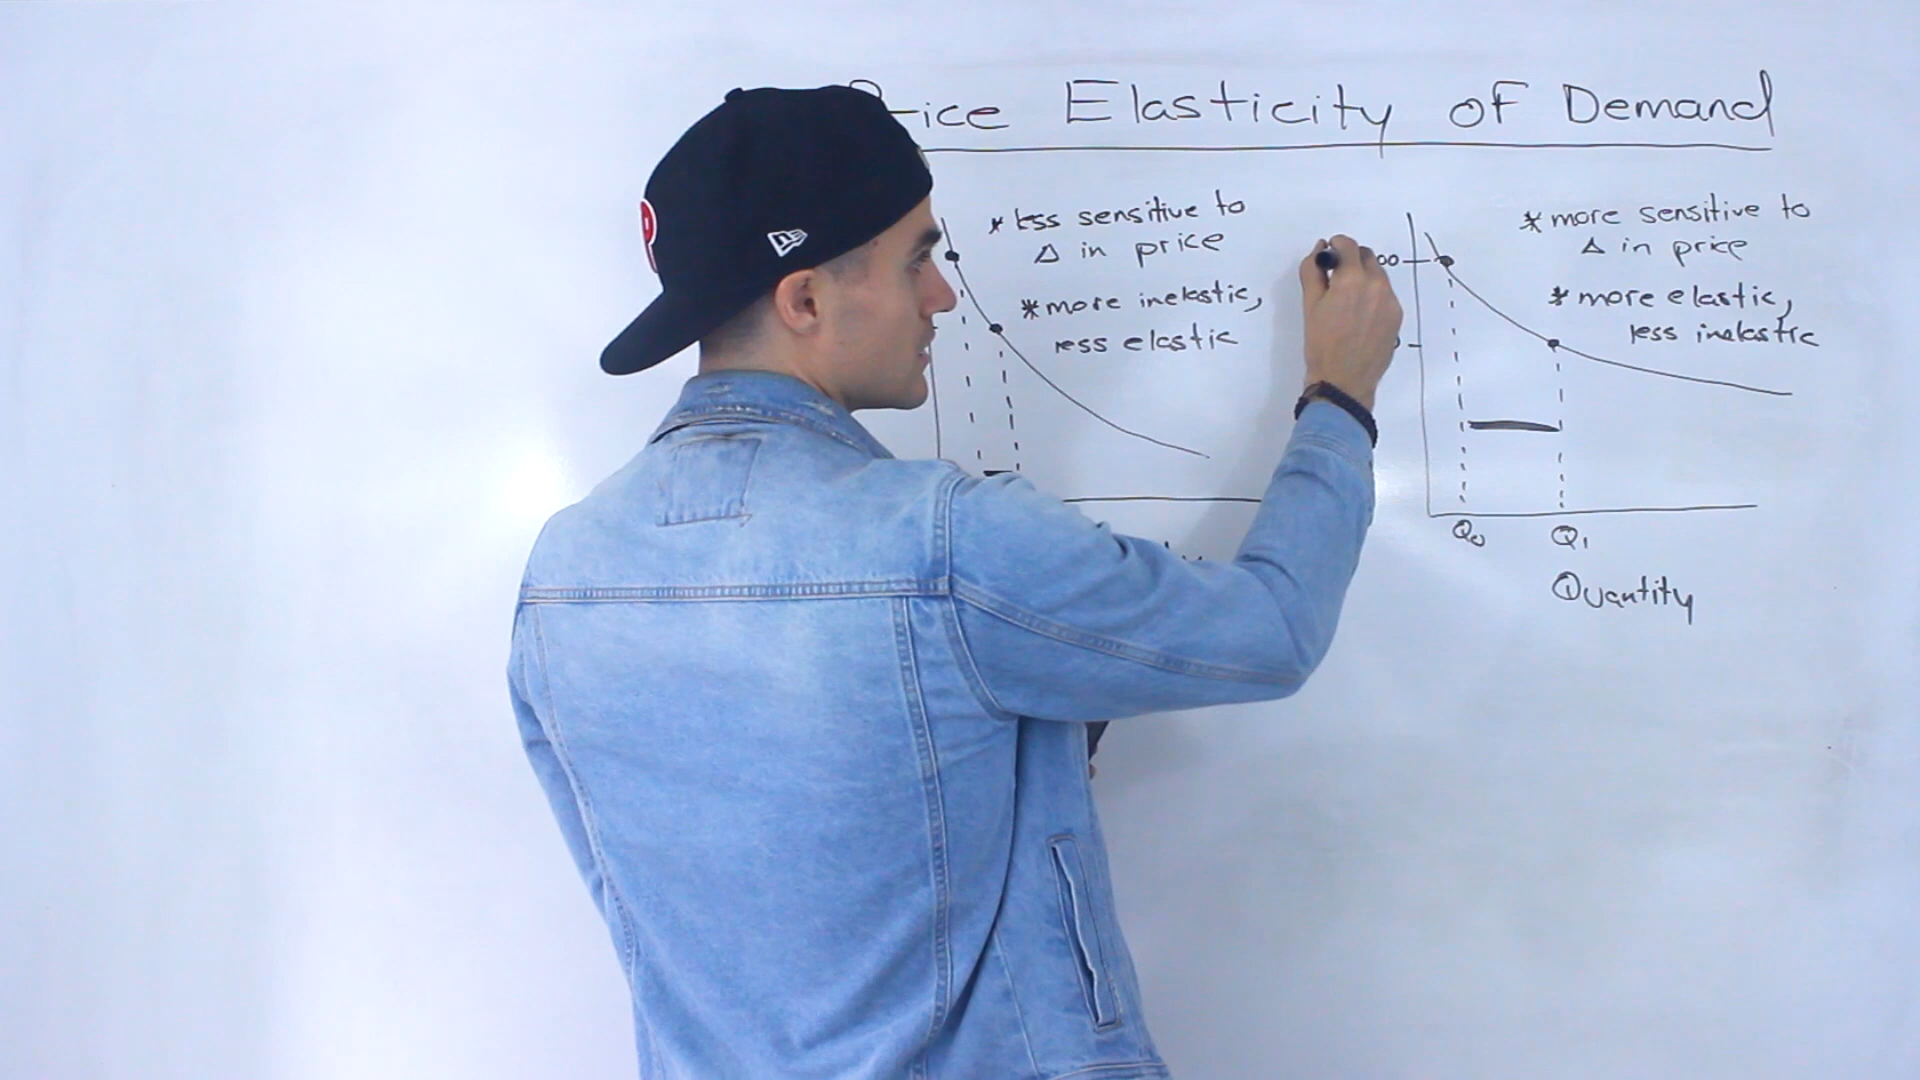 Price Elasticity of Demand
* less sensitive to
Δ in price
* more inelastic,
less elastic
* more sensitive to
Δ in price
* more elastic,
less inelastic
00
Q0
Q1
Quantity
P